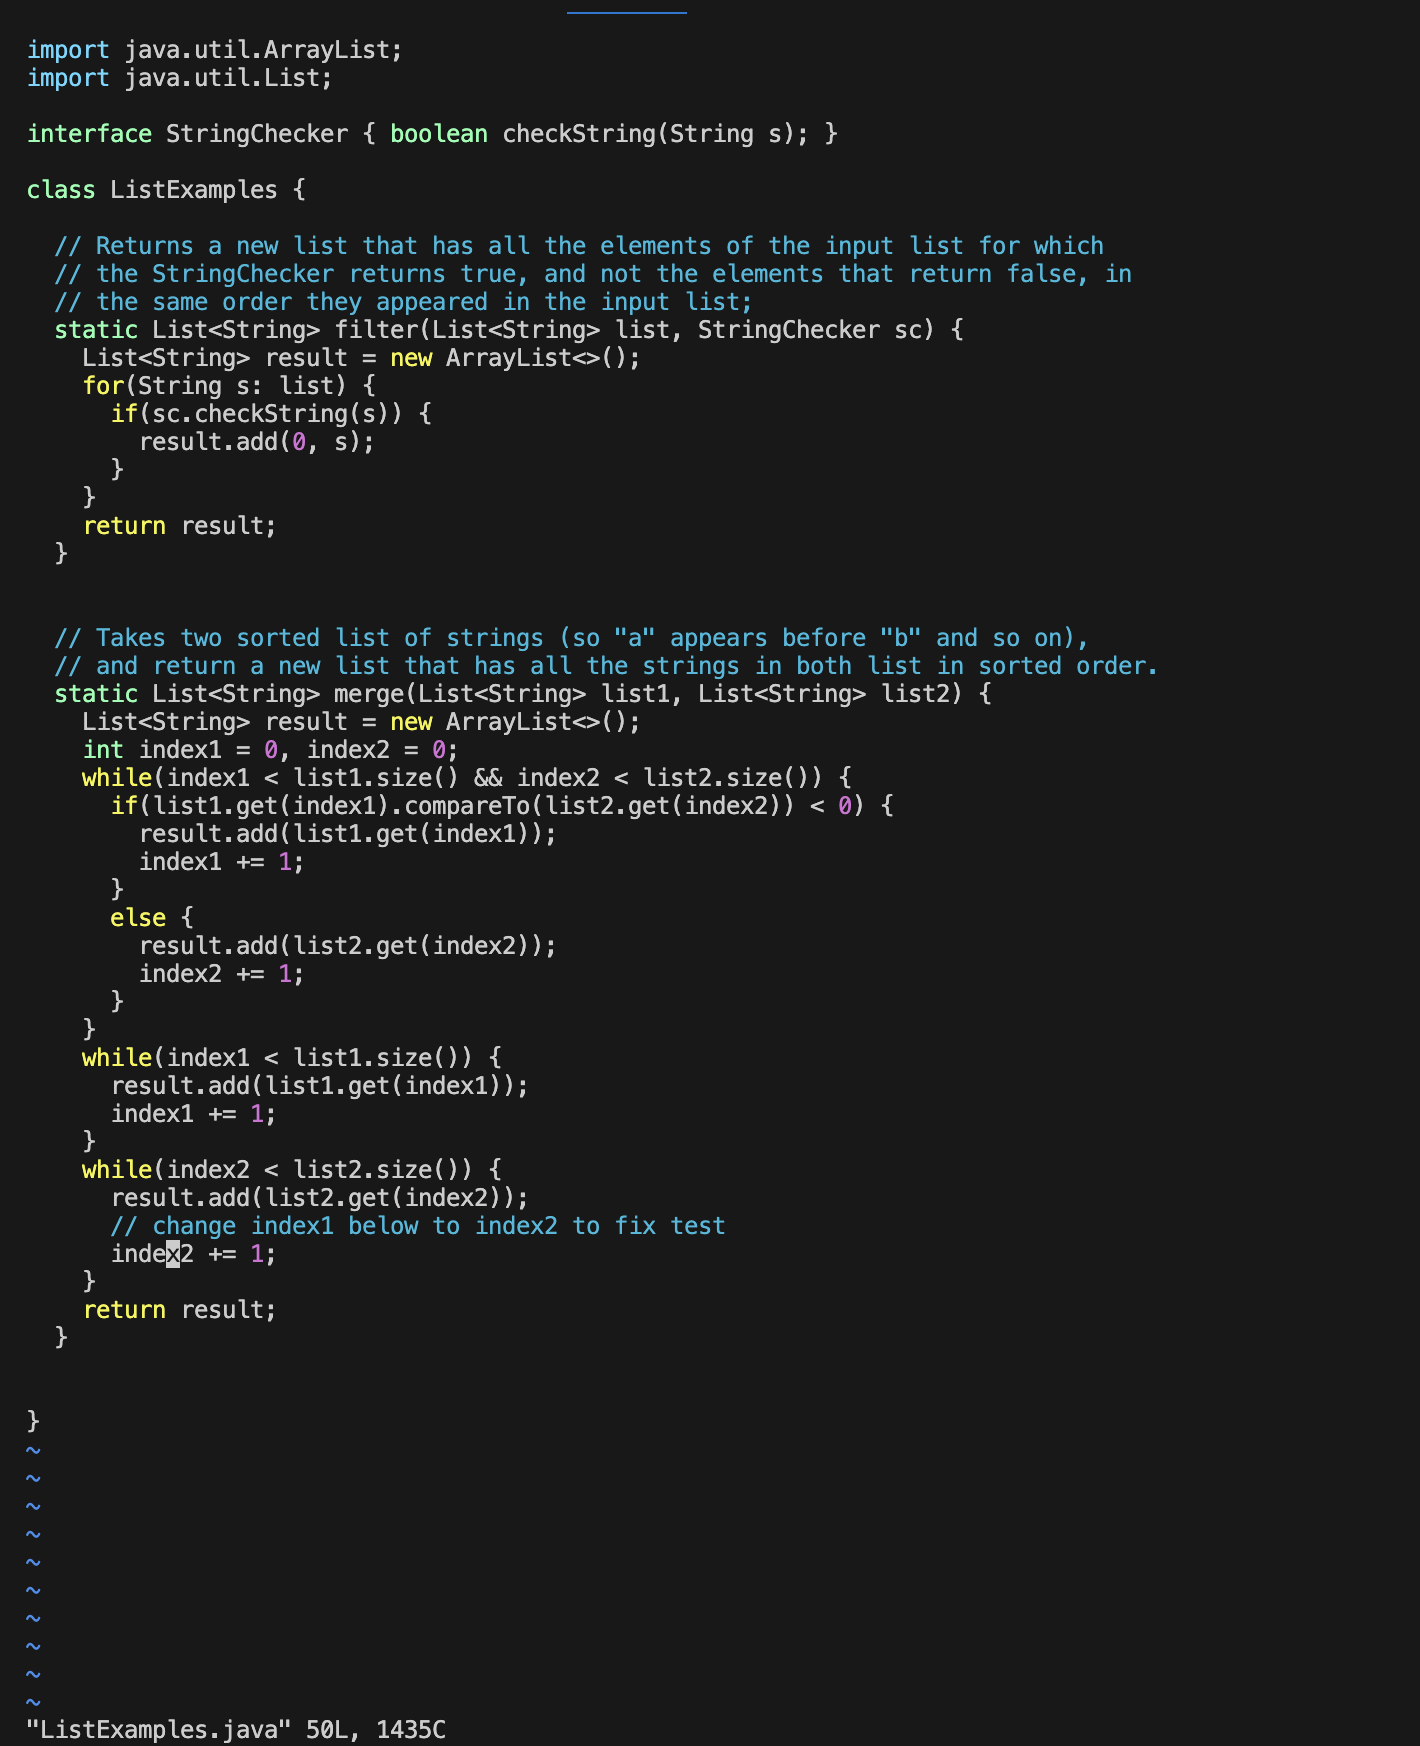 import java.util.ArrayList;
import java.util.List;

interface StringChecker { boolean checkString(String s); }

class ListExamples {

  // Returns a new list that has all the elements of the input list for which
  // the StringChecker returns true, and not the elements that return false, in
  // the same order they appeared in the input list;
  static List<String> filter(List<String> list, StringChecker sc) {
    List<String> result = new ArrayList<>();
    for(String s: list) {
      if(sc.checkString(s)) {
        result.add(0, s);
      }
    }
    return result;
  }


  // Takes two sorted list of strings (so "a" appears before "b" and so on),
  // and return a new list that has all the strings in both list in sorted order.
  static List<String> merge(List<String> list1, List<String> list2) {
    List<String> result = new ArrayList<>();
    int index1 = 0, index2 = 0;
    while(index1 < list1.size() && index2 < list2.size()) {
      if(list1.get(index1).compareTo(list2.get(index2)) < 0) {
        result.add(list1.get(index1));
        index1 += 1;
      }
      else {
        result.add(list2.get(index2));
        index2 += 1;
      }
    }
    while(index1 < list1.size()) {
      result.add(list1.get(index1));
      index1 += 1;
    }
    while(index2 < list2.size()) {
      result.add(list2.get(index2));
      // change index1 below to index2 to fix test
      index2 += 1;
    }
    return result;
  }


}
~
~
~
~
~
~
~
~
~
~
"ListExamples.java" 50L, 1435C